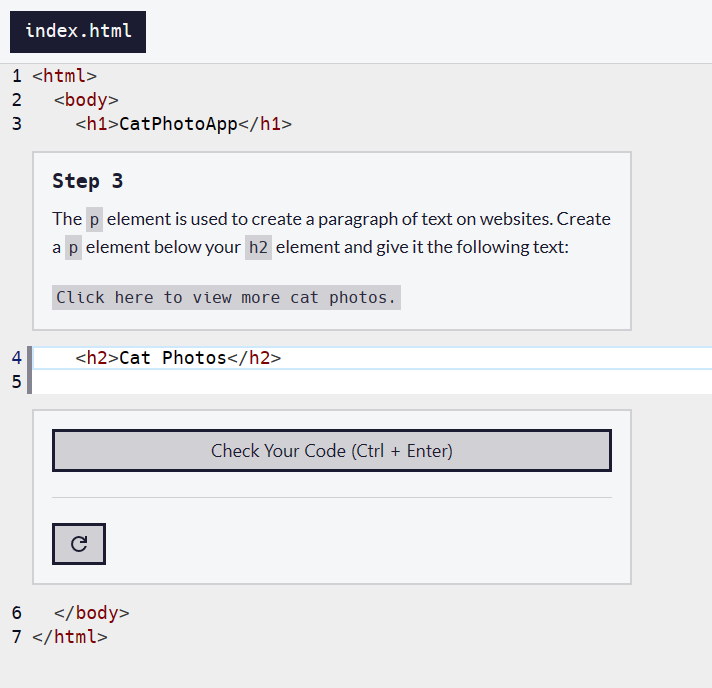 index.html
1 <html>
2   <body>
3     <h1>CatPhotoApp</h1>
Step 3
The p element is used to create a paragraph of text on websites. Create
a p element below your h2 element and give it the following text:
Click here to view more cat photos.
4     <h2>Cat Photos</h2>
5
Check Your Code (Ctrl + Enter)
6   </body>
7 </html>